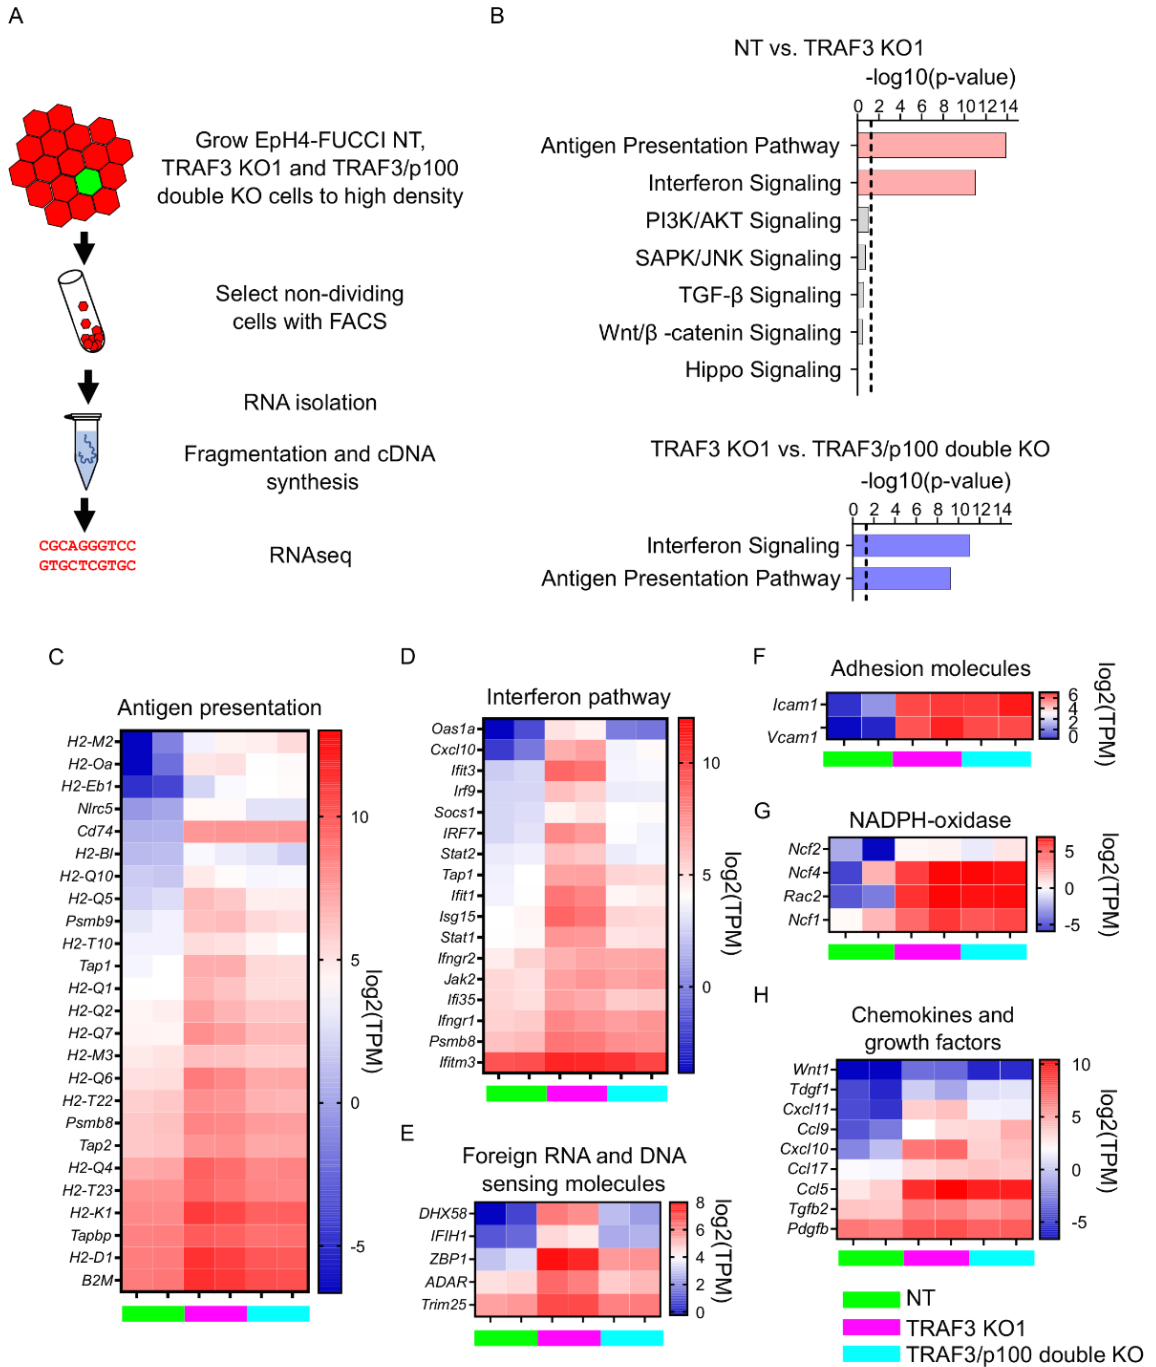 A
Grow EpH4-FUCCI NT,
TRAF3 KO1 and TRAF3/p100
double KO cells to high density
Select non-dividing
cells with FACS
RNA isolation
Fragmentation and cDNA
synthesis
CGCAGGGTCC
GTGCTCGTGC
RNAseq
B
NT vs. TRAF3 KO1
-log10(p-value)
0 2 4 6 8 10 12 14
Antigen Presentation Pathway
Interferon Signaling
PI3K/AKT Signaling
SAPK/JNK Signaling
TGF-β Signaling
Wnt/β -catenin Signaling
Hippo Signaling
TRAF3 KO1 vs. TRAF3/p100 double KO
-log10(p-value)
0 2 4 6 8 10 12 14
Interferon Signaling
Antigen Presentation Pathway
C
Antigen presentation
H2-M2
H2-Oa
H2-Eb1
Nlrc5
Cd74
H2-Bl
H2-Q10
H2-Q5
Psmb9
H2-T10
Tap1
H2-Q1
H2-Q2
H2-Q7
H2-M3
H2-Q6
H2-T22
Psmb8
Tap2
H2-Q4
H2-T23
H2-K1
Tapbp
H2-D1
B2M
10
5
0
-5
log2(TPM)
D
Interferon pathway
Oas1a
Cxcl10
Ifit3
Irf9
Socs1
IRF7
Stat2
Tap1
Ifit1
Isg15
Stat1
Ifngr2
Jak2
Ifi35
Ifngr1
Psmb8
Ifitm3
10
5
0
log2(TPM)
E
Foreign RNA and DNA
sensing molecules
DHX58
IFIH1
ZBP1
ADAR
Trim25
8
6
4
2
0
log2(TPM)
F
Adhesion molecules
Icam1
Vcam1
6
4
2
0
log2(TPM)
G
NADPH-oxidase
Ncf2
Ncf4
Rac2
Ncf1
5
0
-5
log2(TPM)
H
Chemokines and
growth factors
Wnt1
Tdgf1
Cxcl11
Ccl9
Cxcl10
Ccl17
Ccl5
Tgfb2
Pdgfb
10
5
0
-5
log2(TPM)
NT
TRAF3 KO1
TRAF3/p100 double KO